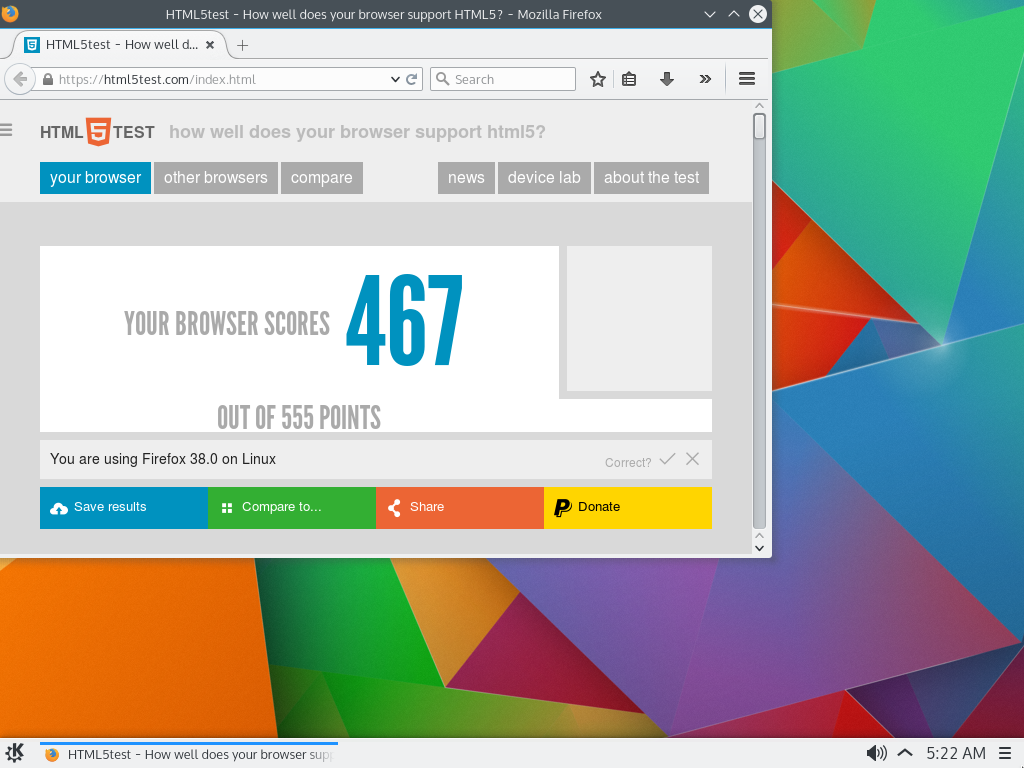 HTML5test - How well does your browser support HTML5? - Mozilla Firefox
HTML5test - How well d...
https://html5test.com/index.html
Search
HTML 5 TEST how well does your browser support html5?
your browser other browsers compare news device lab about the test
YOUR BROWSER SCORES 467
OUT OF 555 POINTS
You are using Firefox 38.0 on Linux Correct?
Save results Compare to... Share Donate
HTML5test - How well does your browser sup
5:22 AM